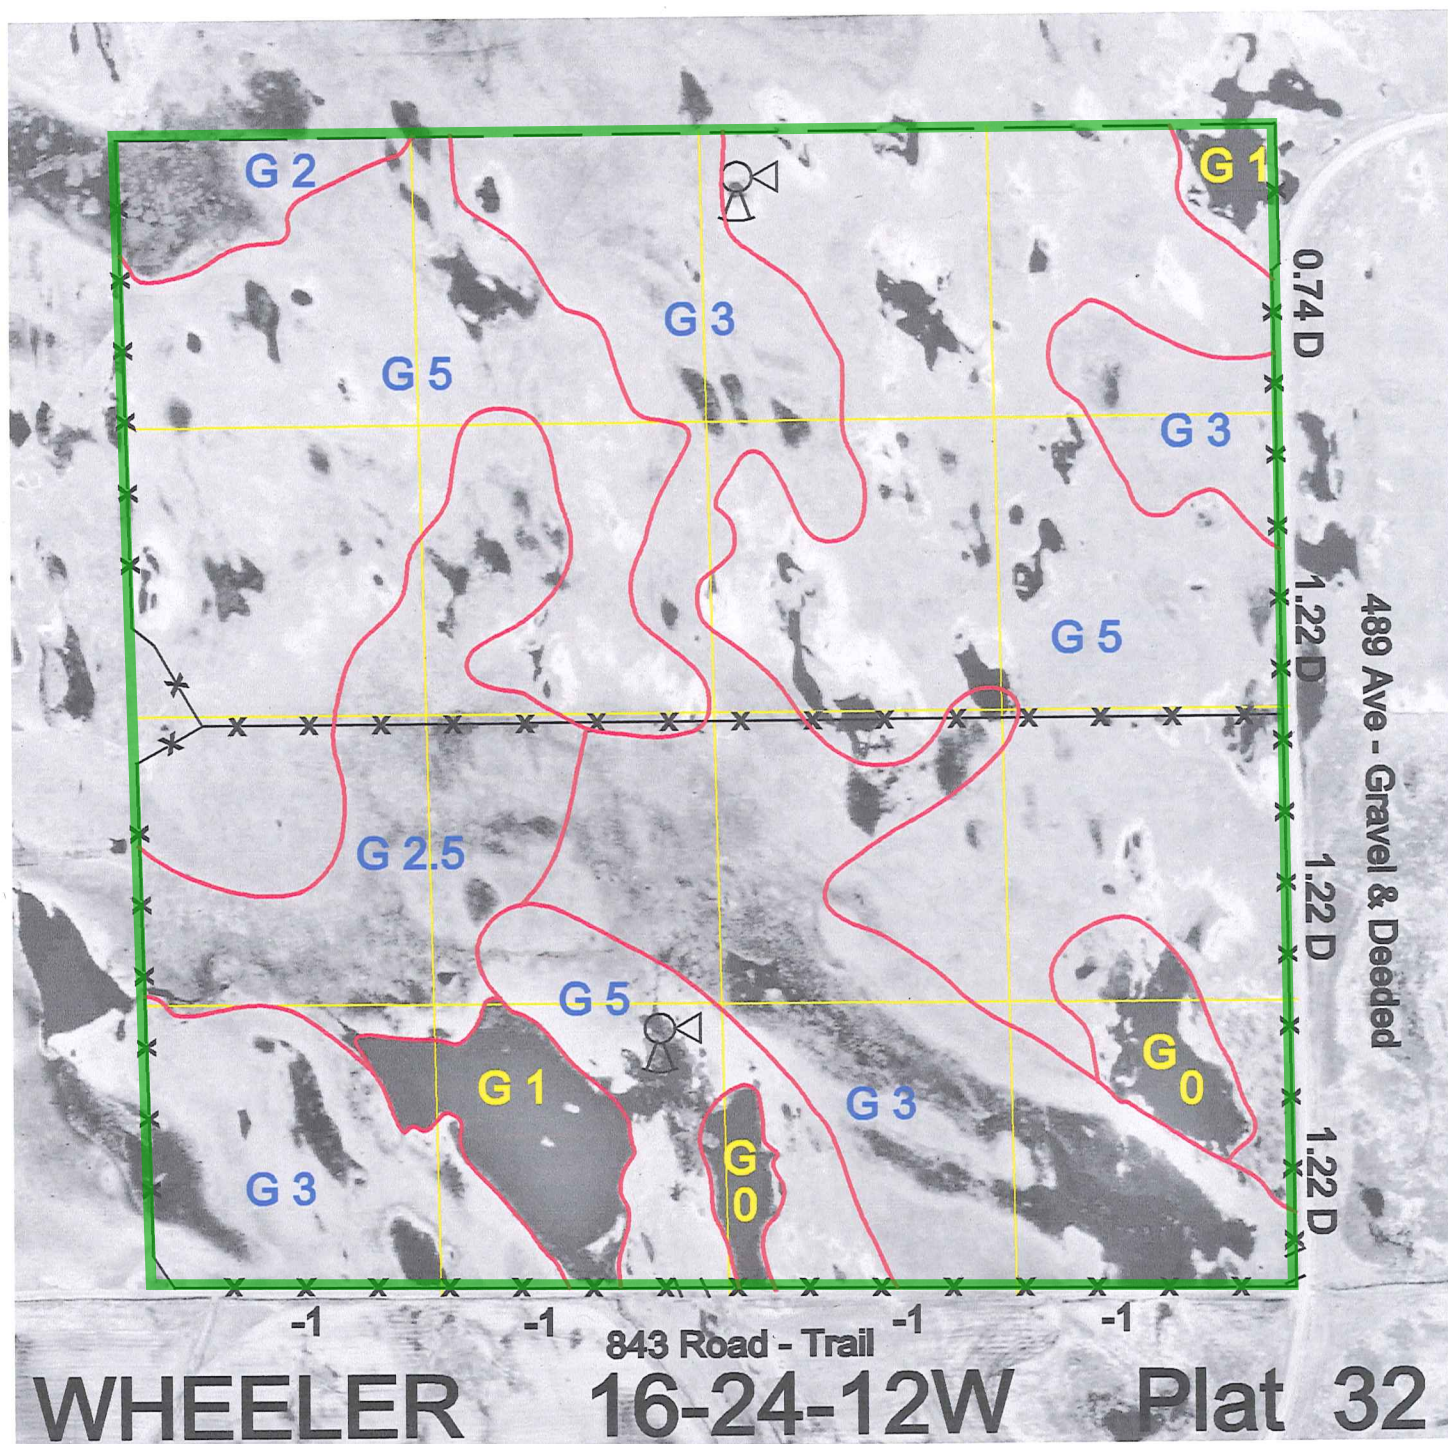 G 2
G 1
0.74 D
G 3
G 5
G 3
1.22 D
489 Ave - Gravel & Deeded
G 5
G 2.5
1.22 D
G 5
G 0
G 1
G 3
G 0
G 3
1.22 D
-1
-1
-1
-1
843 Road - Trail
WHEELER 16-24-12W Plat 32